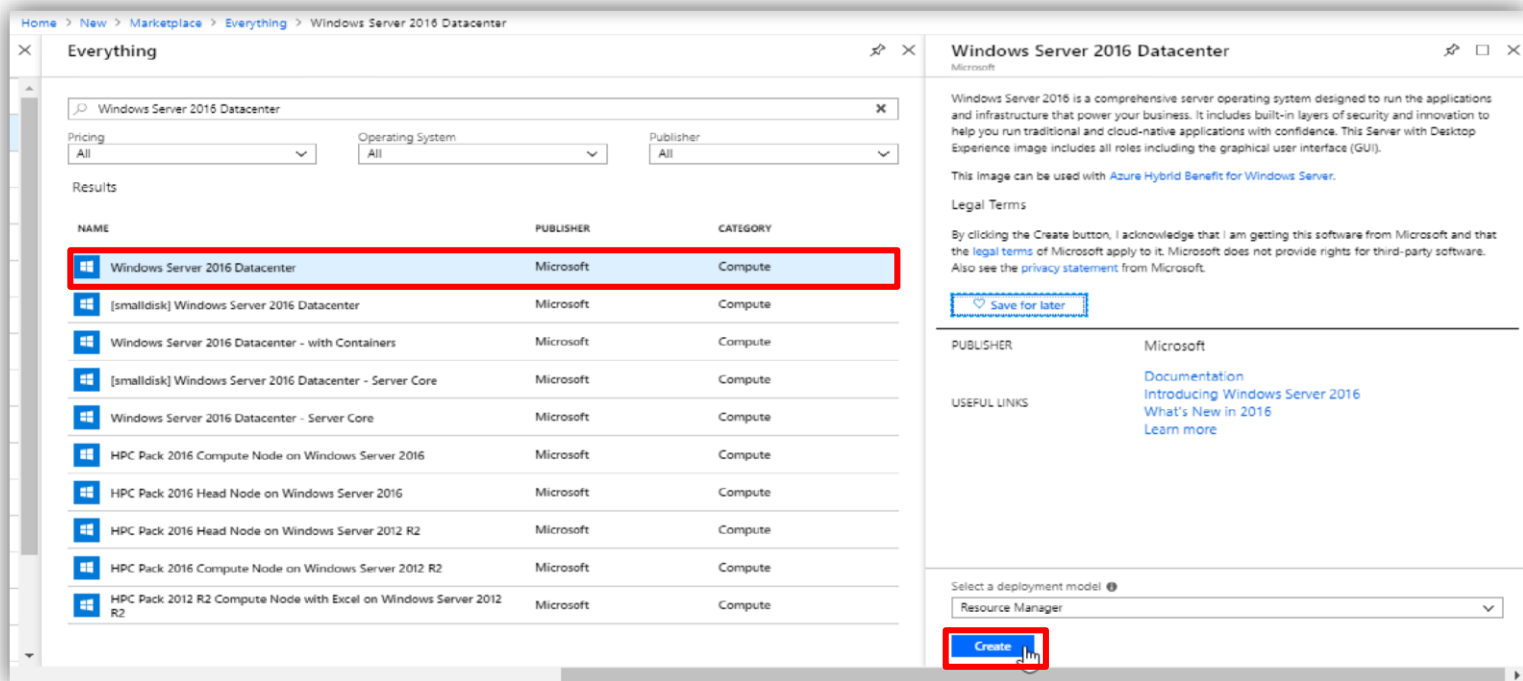 Home > New > Marketplace > Everything > Windows Server 2016 Datacenter
Everything
Windows Server 2016 Datacenter
Pricing
All
Operating System
All
Publisher
All
Results
NAME PUBLISHER CATEGORY
Windows Server 2016 Datacenter Microsoft Compute
[smalldisk] Windows Server 2016 Datacenter Microsoft Compute
Windows Server 2016 Datacenter - with Containers Microsoft Compute
[smalldisk] Windows Server 2016 Datacenter - Server Core Microsoft Compute
Windows Server 2016 Datacenter - Server Core Microsoft Compute
HPC Pack 2016 Compute Node on Windows Server 2016 Microsoft Compute
HPC Pack 2016 Head Node on Windows Server 2016 Microsoft Compute
HPC Pack 2016 Head Node on Windows Server 2012 R2 Microsoft Compute
HPC Pack 2016 Compute Node on Windows Server 2012 R2 Microsoft Compute
HPC Pack 2012 R2 Compute Node with Excel on Windows Server 2012
R2 Microsoft Compute
Windows Server 2016 Datacenter
Microsoft
Windows Server 2016 is a comprehensive server operating system designed to run the applications
and infrastructure that power your business. It includes built-in layers of security and innovation to
help you run traditional and cloud-native applications with confidence. This Server with Desktop
Experience image includes all roles including the graphical user interface (GUI).
This image can be used with Azure Hybrid Benefit for Windows Server.
Legal Terms
By clicking the Create button, I acknowledge that I am getting this software from Microsoft and that
the legal terms of Microsoft apply to it. Microsoft does not provide rights for third-party software.
Also see the privacy statement from Microsoft.
Save for later
PUBLISHER Microsoft
USEFUL LINKS
Documentation
Introducing Windows Server 2016
What's New in 2016
Learn more
Select a deployment model
Resource Manager
Create